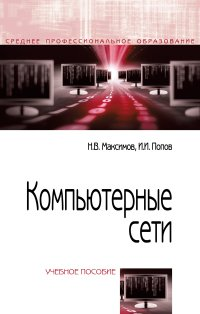 СРЕДНЕЕ ПРОФЕССИОНАЛЬНОЕ ОБРАЗОВАНИЕ
Н.В. Максимов, И.И. Попов
Компьютерные
сети
УЧЕБНОЕ ПОСОБИЕ